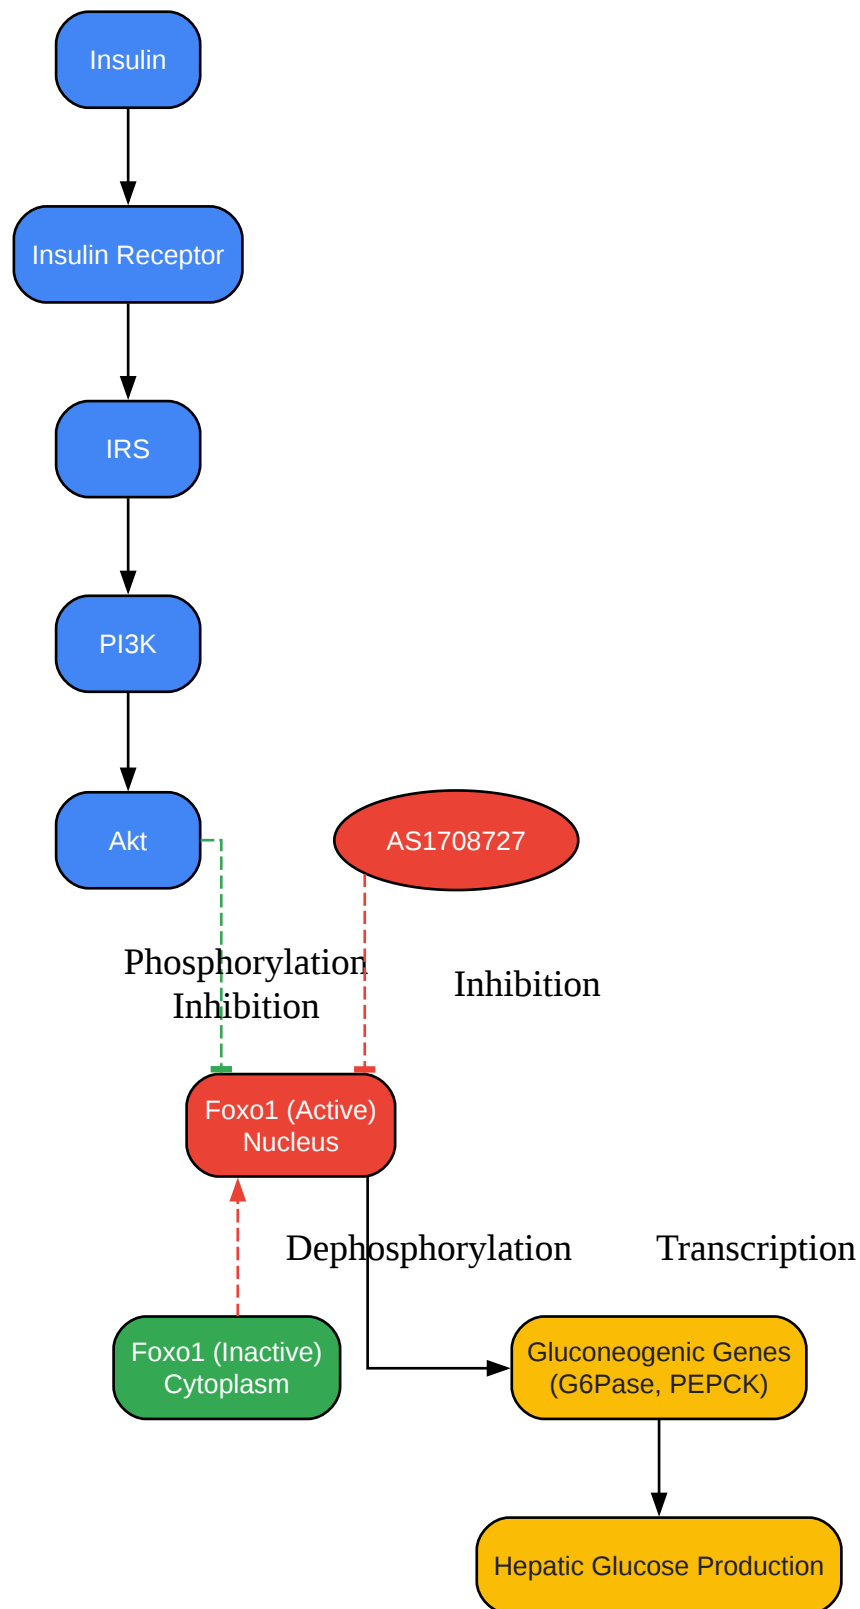 Insulin
Insulin Receptor
IRS
PI3K
Akt
AS1708727
Phosphorylation
Inhibition
Inhibition
Foxo1 (Active)
Nucleus
Dephosphorylation
Transcription
Foxo1 (Inactive)
Cytoplasm
Gluconeogenic Genes
(G6Pase, PEPCK)
Hepatic Glucose Production